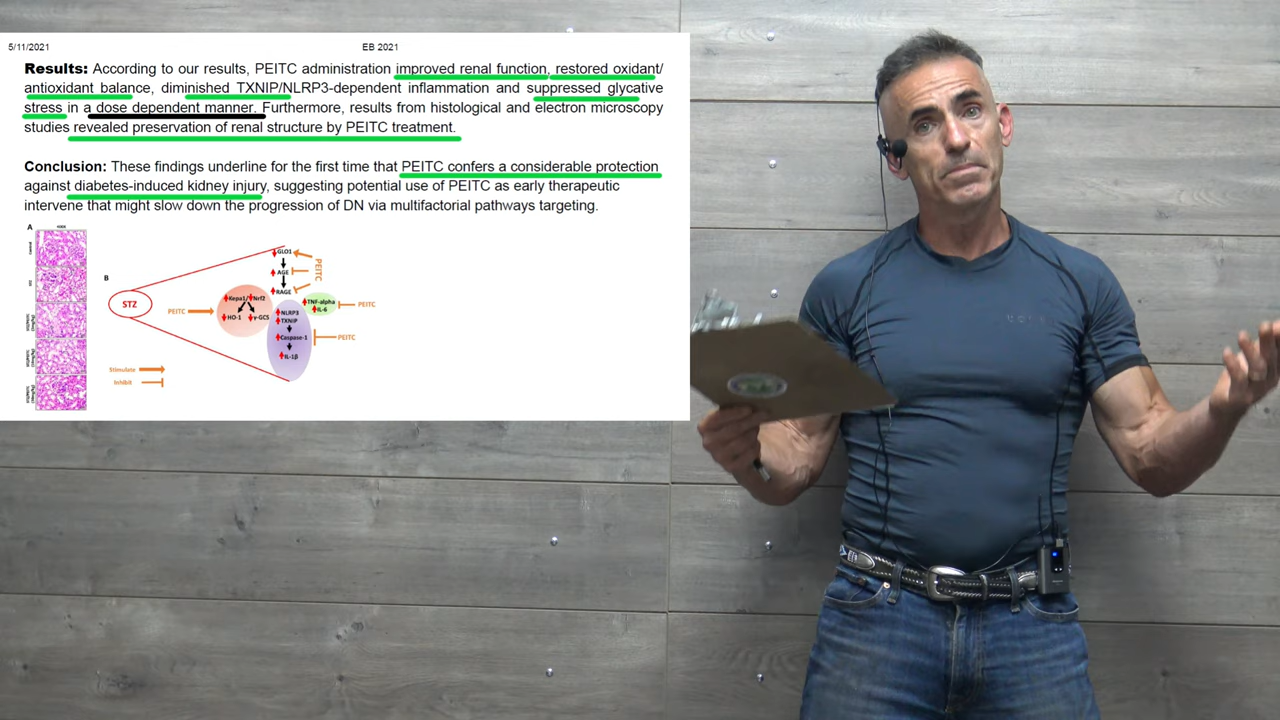 5/11/2021
EB 2021
Results: According to our results, PEITC administration improved renal function, restored oxidant/
antioxidant balance, diminished TXNIP/NLRP3-dependent inflammation and suppressed glycative
stress in a dose dependent manner. Furthermore, results from histological and electron microscopy
studies revealed preservation of renal structure by PEITC treatment.
Conclusion: These findings underline for the first time that PEITC confers a considerable protection
against diabetes-induced kidney injury, suggesting potential use of PEITC as early therapeutic
intervene that might slow down the progression of DN via multifactorial pathways targeting.
A
B
STZ
GLO1
AGE
RAGE
PEITC
PEITC
Kepa1/ Nrf2
HO-1
γ-GCS
TNF-alpha
IL-6
PEITC
NLRP3
TXNIP
Caspase-1
IL-1β
PEITC
Stimulate
Inhibit